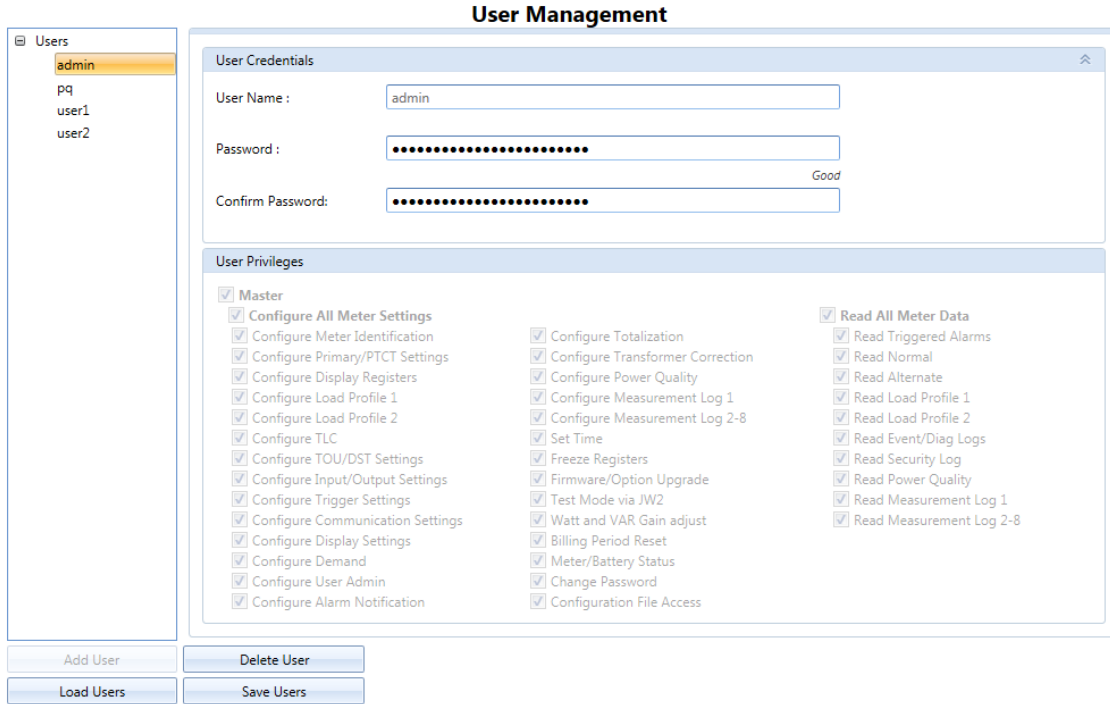 User Management
Users
admin
pq
user1
user2
User Credentials
User Name :
admin
Password :
••••••••••••••••••••••••
Good
Confirm Password:
••••••••••••••••••••••••
User Privileges
Master
Configure All Meter Settings
Configure Meter Identification
Configure Primary/PTCT Settings
Configure Display Registers
Configure Load Profile 1
Configure Load Profile 2
Configure TLC
Configure TOU/DST Settings
Configure Input/Output Settings
Configure Trigger Settings
Configure Communication Settings
Configure Display Settings
Configure Demand
Configure User Admin
Configure Alarm Notification
Configure Totalization
Configure Transformer Correction
Configure Power Quality
Configure Measurement Log 1
Configure Measurement Log 2-8
Set Time
Freeze Registers
Firmware/Option Upgrade
Test Mode via JW2
Watt and VAR Gain adjust
Billing Period Reset
Meter/Battery Status
Change Password
Configuration File Access
Read All Meter Data
Read Triggered Alarms
Read Normal
Read Alternate
Read Load Profile 1
Read Load Profile 2
Read Event/Diag Logs
Read Security Log
Read Power Quality
Read Measurement Log 1
Read Measurement Log 2-8
Add User
Delete User
Load Users
Save Users